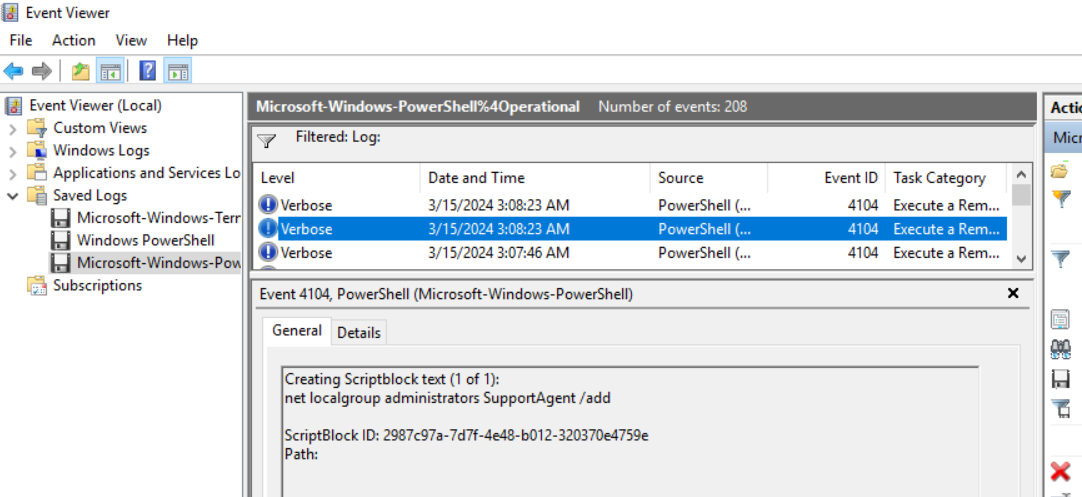 Event Viewer
File Action View Help
Event Viewer (Local)
Custom Views
Windows Logs
Applications and Services Lo
Saved Logs
Microsoft-Windows-Terr
Windows PowerShell
Microsoft-Windows-Pow
Subscriptions
Microsoft-Windows-PowerShell%4Operational Number of events: 208
Filtered: Log:
Level Date and Time Source Event ID Task Category
Verbose 3/15/2024 3:08:23 AM PowerShell (... 4104 Execute a Rem...
Verbose 3/15/2024 3:08:23 AM PowerShell (... 4104 Execute a Rem...
Verbose 3/15/2024 3:07:46 AM PowerShell (... 4104 Execute a Rem...
Event 4104, PowerShell (Microsoft-Windows-PowerShell)
General Details
Creating Scriptblock text (1 of 1):
net localgroup administrators SupportAgent /add
ScriptBlock ID: 2987c97a-7d7f-4e48-b012-320370e4759e
Path:
Actic
Micr